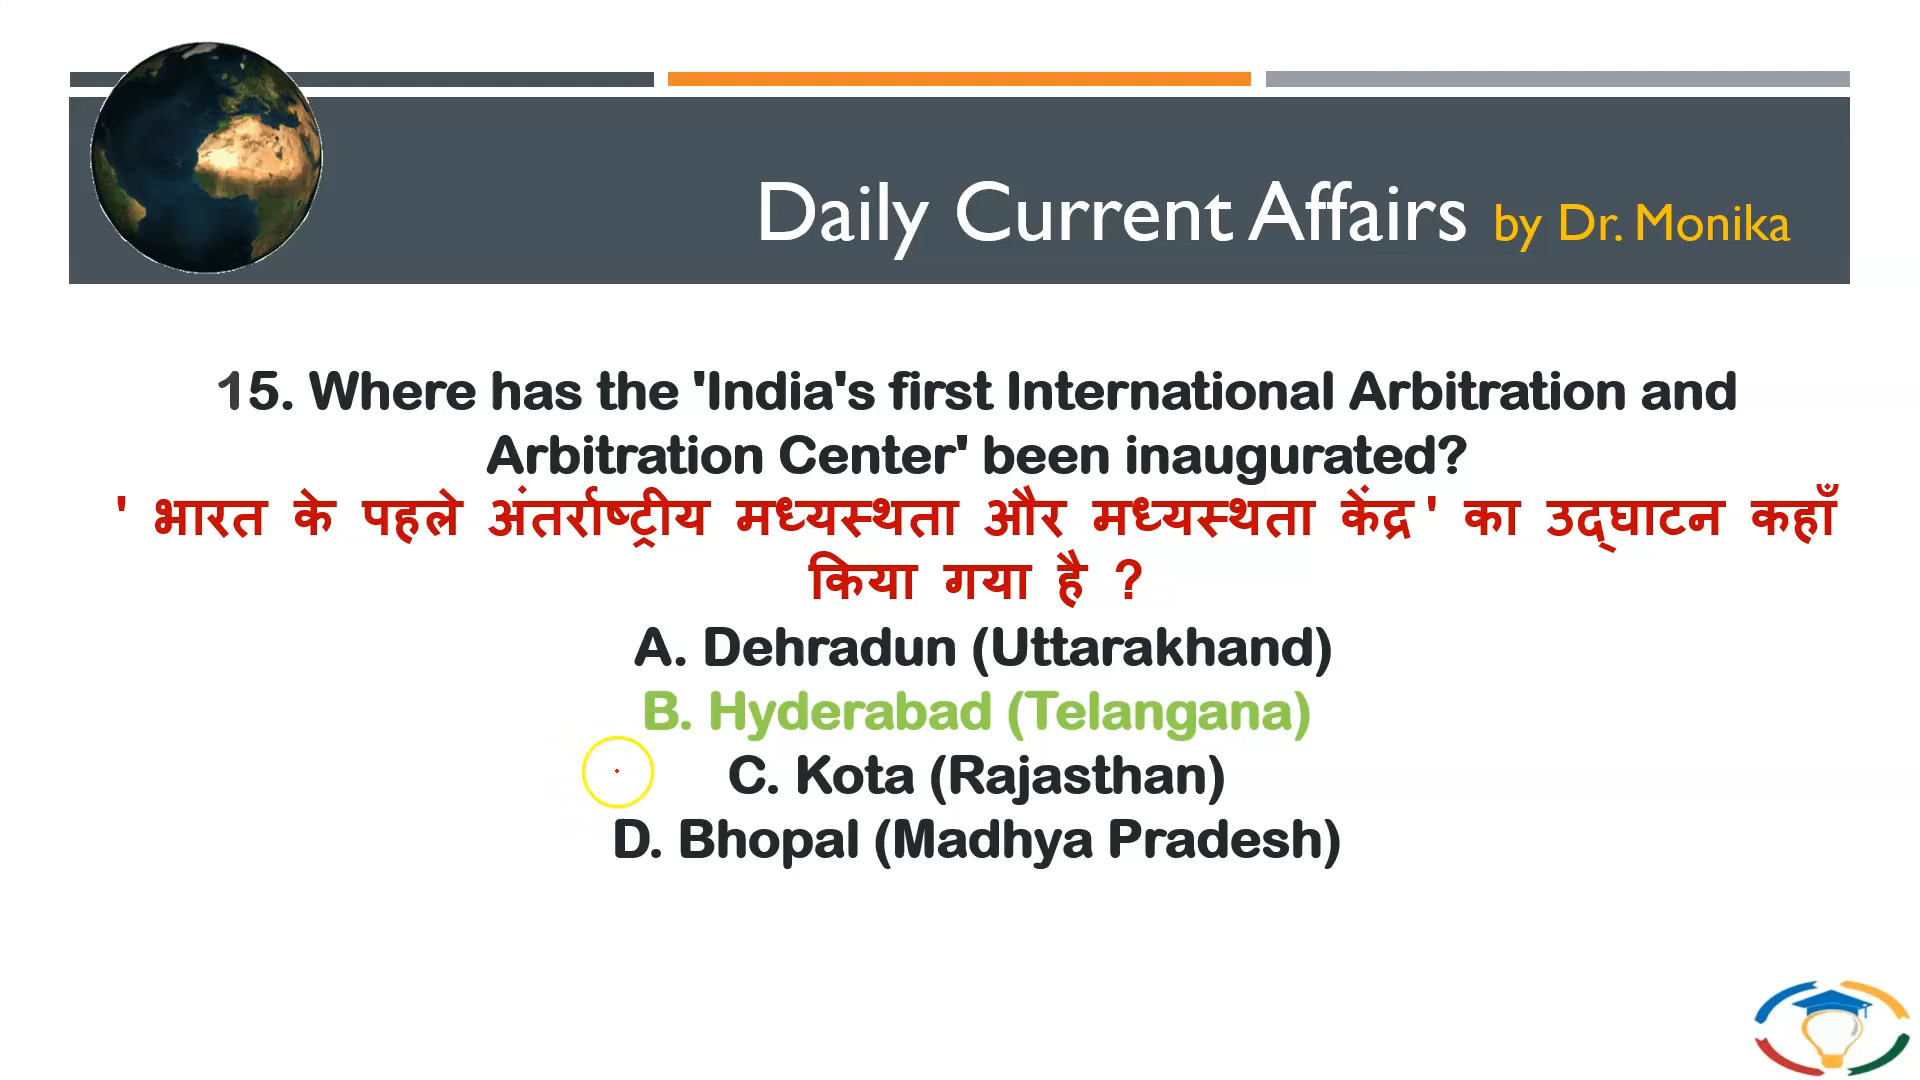 Daily Current Affairs by Dr. Monika
15. Where has the 'India's first International Arbitration and
Arbitration Center' been inaugurated?
' भारत के पहले अंतर्राष्ट्रीय मध्यस्थता और मध्यस्थता केंद्र ' का उद्घाटन कहाँ
किया गया है ?
A. Dehradun (Uttarakhand)
B. Hyderabad (Telangana)
C. Kota (Rajasthan)
D. Bhopal (Madhya Pradesh)